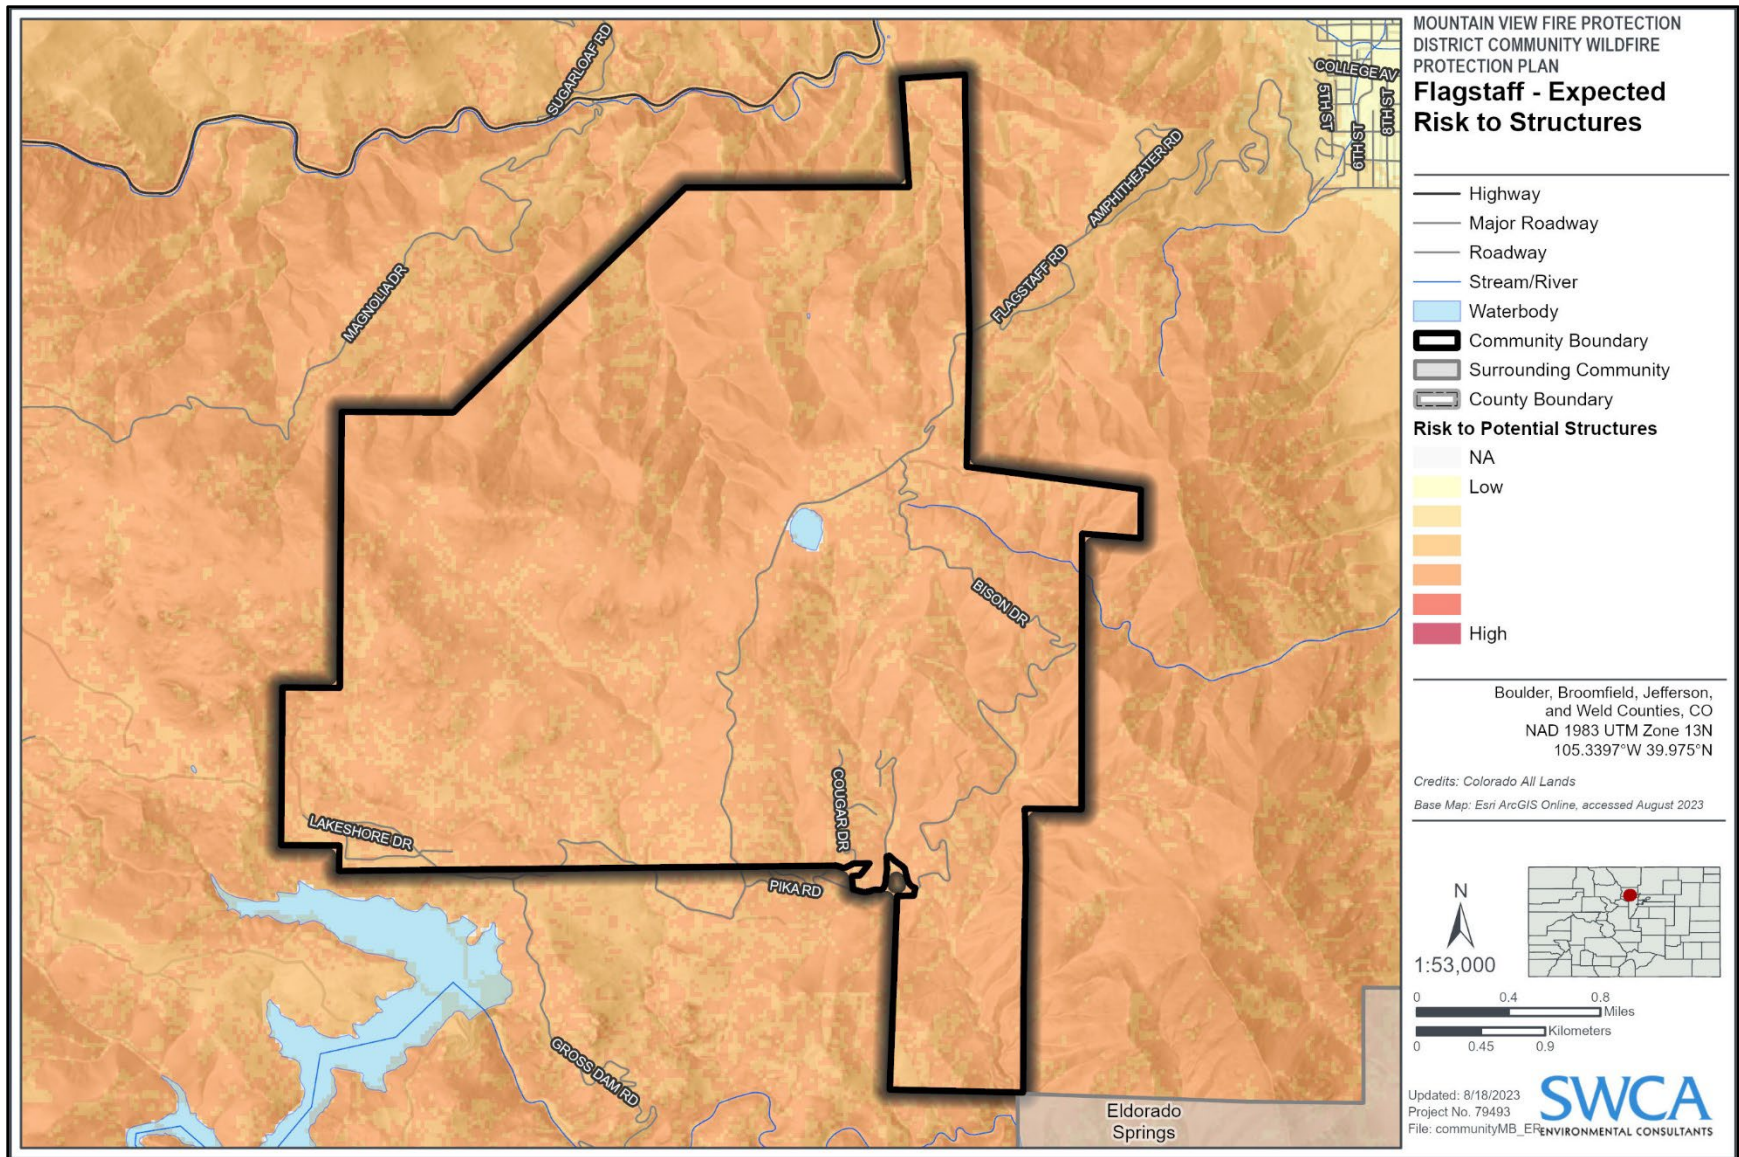 MOUNTAIN VIEW FIRE PROTECTION
DISTRICT COMMUNITY WILDFIRE
PROTECTION PLAN
Flagstaff - Expected
Risk to Structures
Highway
Major Roadway
Roadway
Stream/River
Waterbody
Community Boundary
Surrounding Community
County Boundary
Risk to Potential Structures
NA
Low
High
Boulder, Broomfield, Jefferson,
and Weld Counties, CO
NAD 1983 UTM Zone 13N
105.3397°W 39.975°N
Credits: Colorado All Lands
Base Map: Esri ArcGIS Online, accessed August 2023
N
1:53,000
0 0.4 0.8
Miles
Kilometers
0 0.45 0.9
Updated: 8/18/2023
Project No. 79493
File: communityMB_ER
SWCA
ENVIRONMENTAL CONSULTANTS
SUGARLOAF RD
COLLEGE AV
5TH ST
6TH ST
8TH ST
AMPHITHEATER RD
FLAGSTAFF RD
MAGNOLIA DR
BISON DR
COUGAR DR
LAKESHORE DR
PIKA RD
GROSS DAM RD
Eldorado
Springs